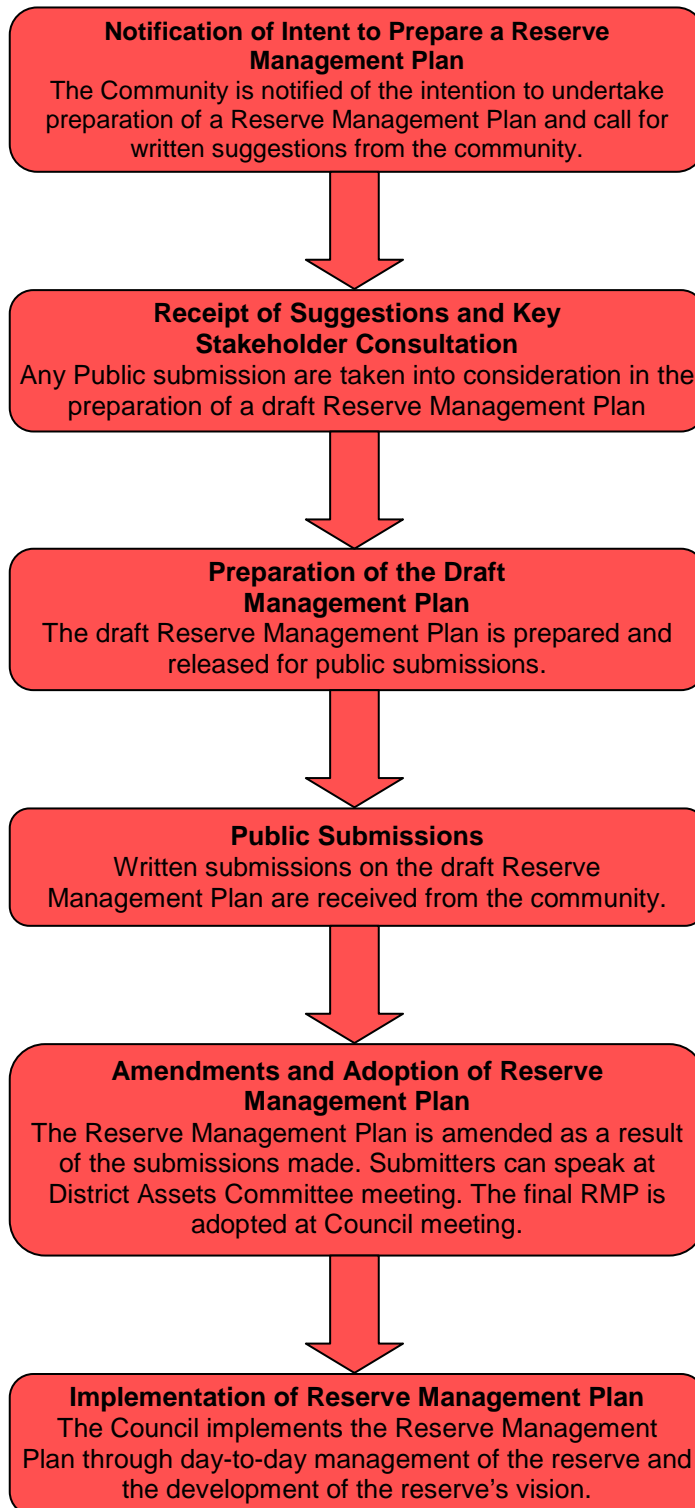 Notification of Intent to Prepare a Reserve
Management Plan
The Community is notified of the intention to undertake
preparation of a Reserve Management Plan and call for
written suggestions from the community.
Receipt of Suggestions and Key
Stakeholder Consultation
Any Public submission are taken into consideration in the
preparation of a draft Reserve Management Plan
Preparation of the Draft
Management Plan
The draft Reserve Management Plan is prepared and
released for public submissions.
Public Submissions
Written submissions on the draft Reserve
Management Plan are received from the community.
Amendments and Adoption of Reserve
Management Plan
The Reserve Management Plan is amended as a result
of the submissions made. Submitters can speak at
District Assets Committee meeting. The final RMP is
adopted at Council meeting.
Implementation of Reserve Management Plan
The Council implements the Reserve Management
Plan through day-to-day management of the reserve and
the development of the reserve’s vision.